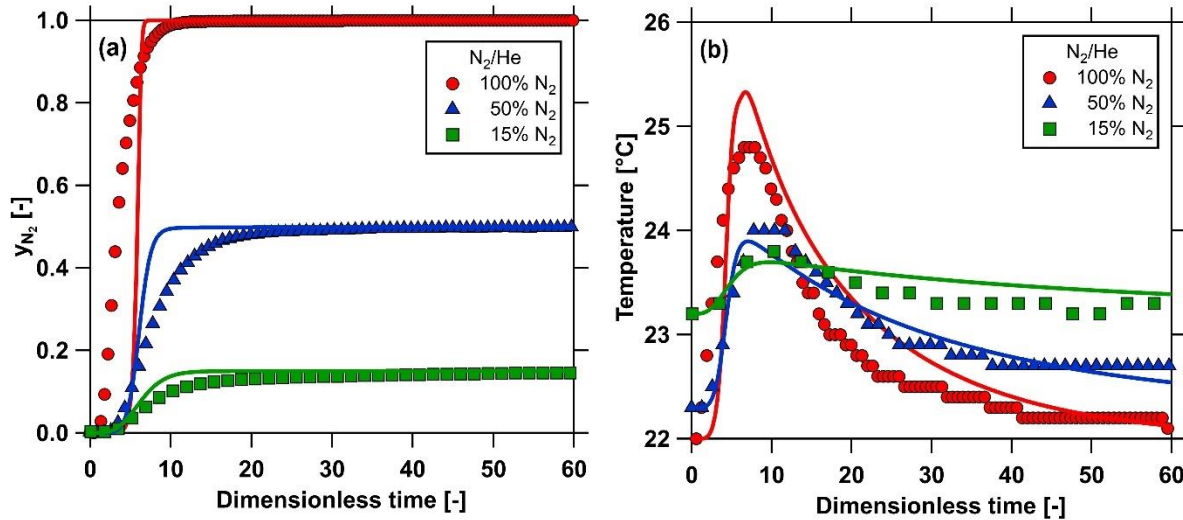 (a)
N2/He
100% N2
50% N2
15% N2
yN2 [-]
1.0
0.8
0.6
0.4
0.2
0.0
0 10 20 30 40 50 60
Dimensionless time [-]
(b)
N2/He
100% N2
50% N2
15% N2
Temperature [°C]
26
25
24
23
22
0 10 20 30 40 50 60
Dimensionless time [-]